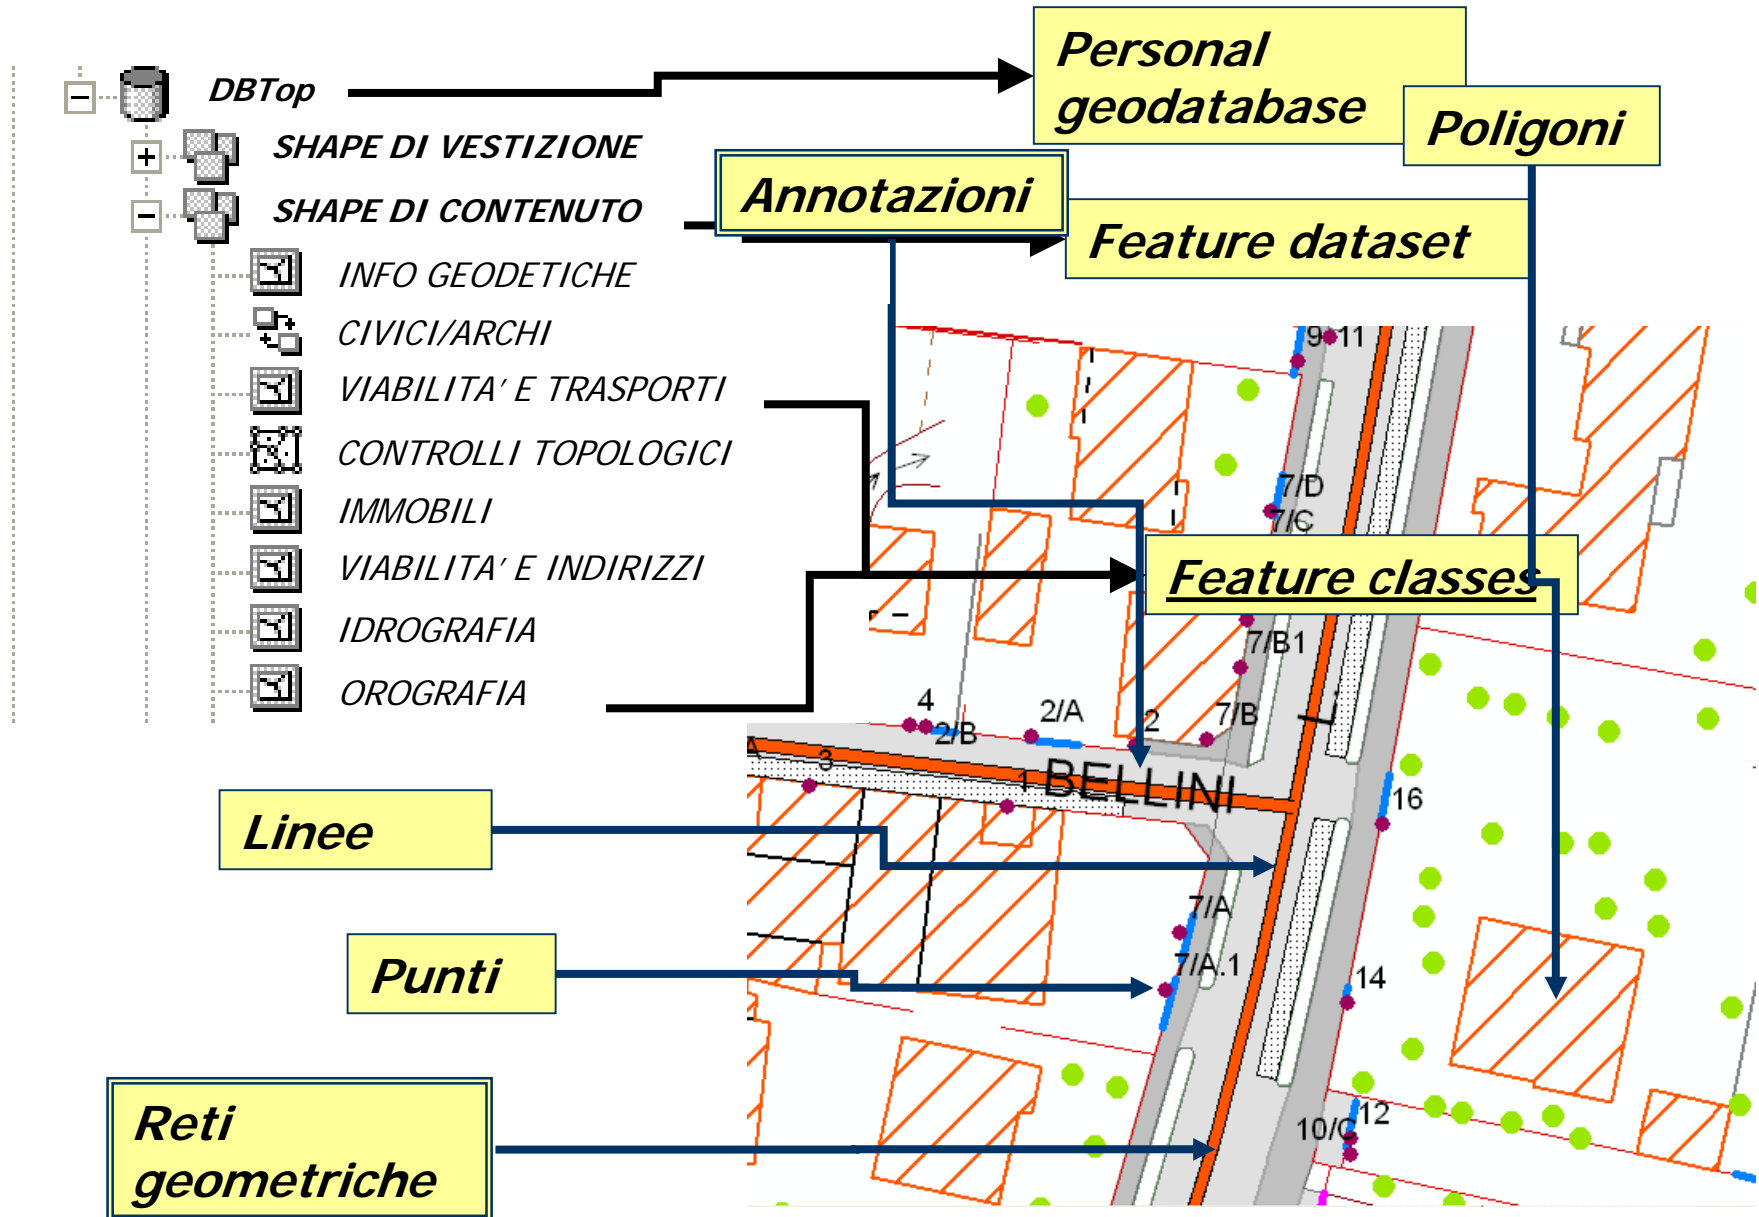 DBTop
SHAPE DI VESTIZIONE
SHAPE DI CONTENUTO
INFO GEODETICHE
CIVICI/ARCHI
VIABILITA' E TRASPORTI
CONTROLLI TOPOLOGICI
IMMOBILI
VIABILITA' E INDIRIZZI
IDROGRAFIA
OROGRAFIA
Personal
geodatabase
Poligoni
Annotazioni
Feature dataset
Feature classes
Linee
Punti
Reti
geometriche
9 11
7/D
7/C
7/B1
7/B
4
2/B
2/A
2
3
1
BELLINI
L'
16
7/A
7/A.1
14
12
10/C